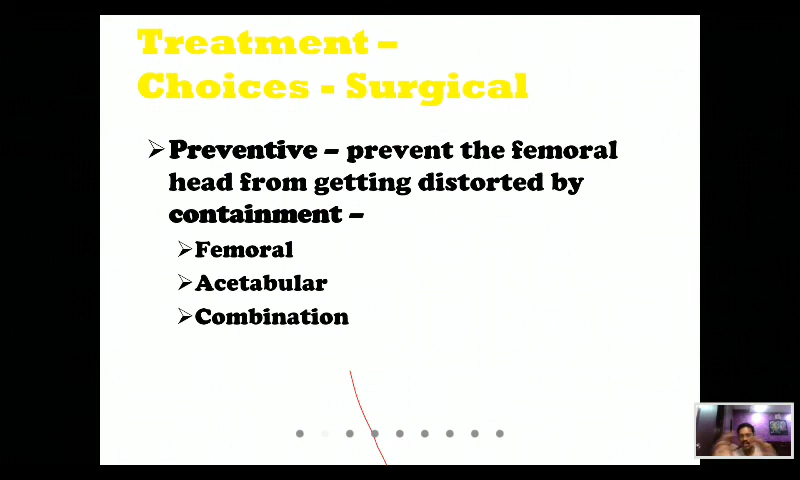 Treatment –
Choices - Surgical
➢Preventive – prevent the femoral
head from getting distorted by
containment –
➢Femoral
➢Acetabular
➢Combination